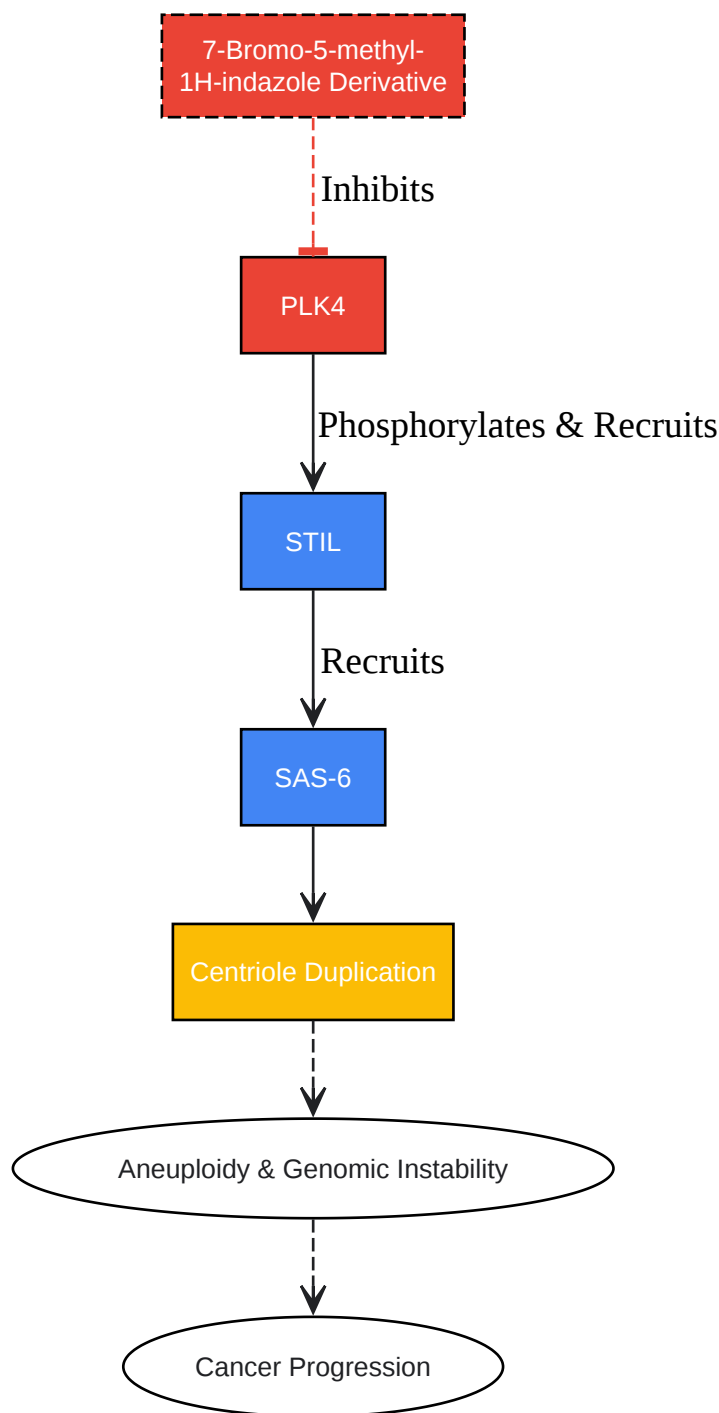 7-Bromo-5-methyl-
1H-indazole Derivative
Inhibits
PLK4
Phosphorylates & Recruits
STIL
Recruits
SAS-6
Centriole Duplication
Aneuploidy & Genomic Instability
Cancer Progression